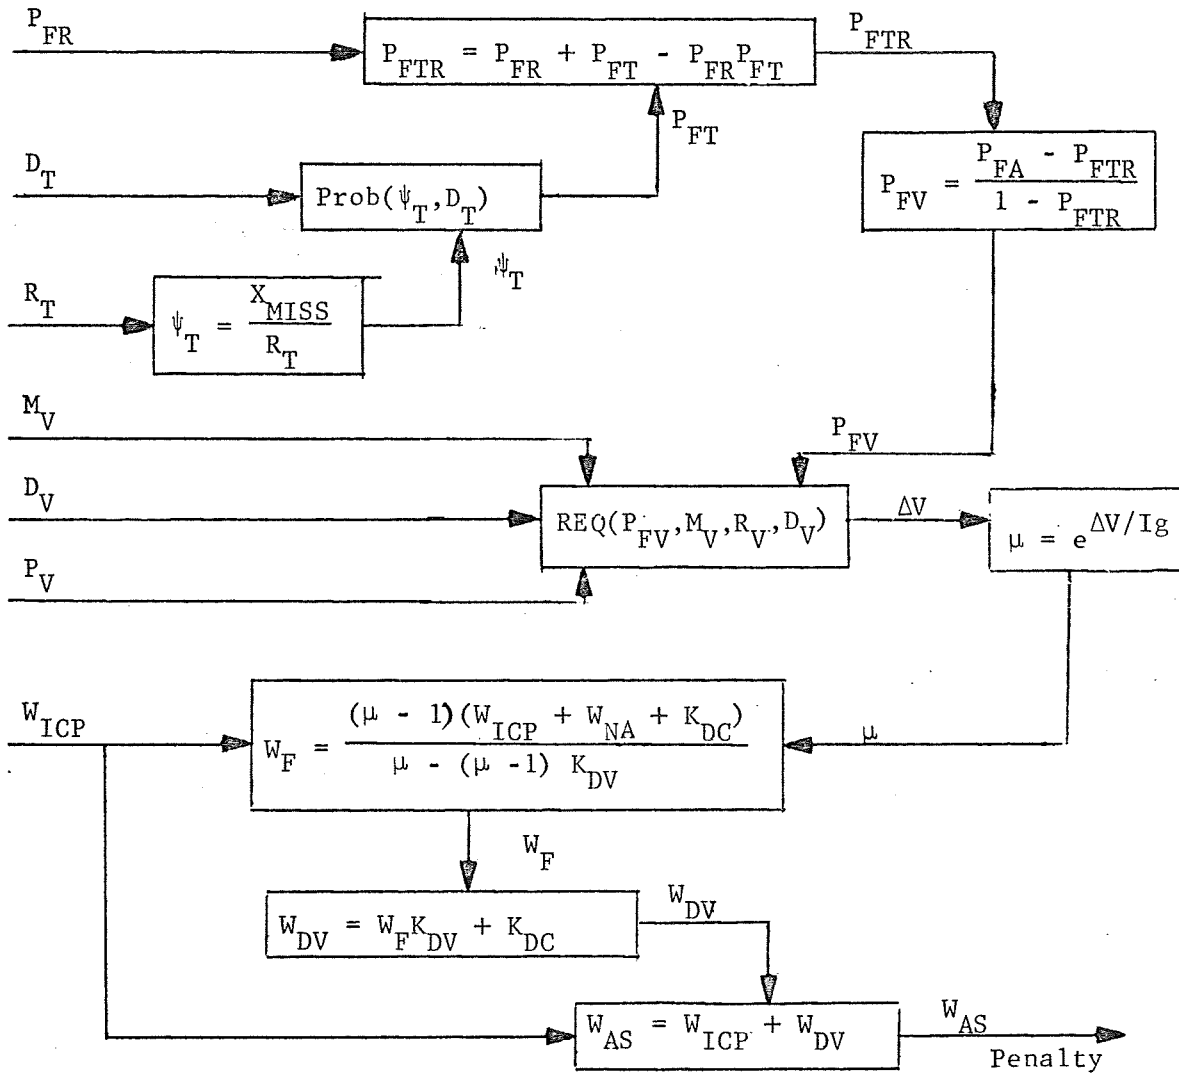 P_FR
P_FTR = P_FR + P_FT - P_FR P_FT
P_FTR
P_FT
D_T
Prob(ψ_T,D_T)
P_FV = (P_FA - P_FTR) / (1 - P_FTR)
ψ_T
R_T
ψ_T = X_MISS / R_T
M_V
P_FV
D_V
REQ(P_FV,M_V,R_V,D_V)
ΔV
μ = e^ΔV/Ig
P_V
W_ICP
W_F = (μ - 1)(W_ICP + W_NA + K_DC) / μ - (μ -1) K_DV
μ
W_F
W_DV = W_F K_DV + K_DC
W_DV
W_AS = W_ICP + W_DV
W_AS
Penalty